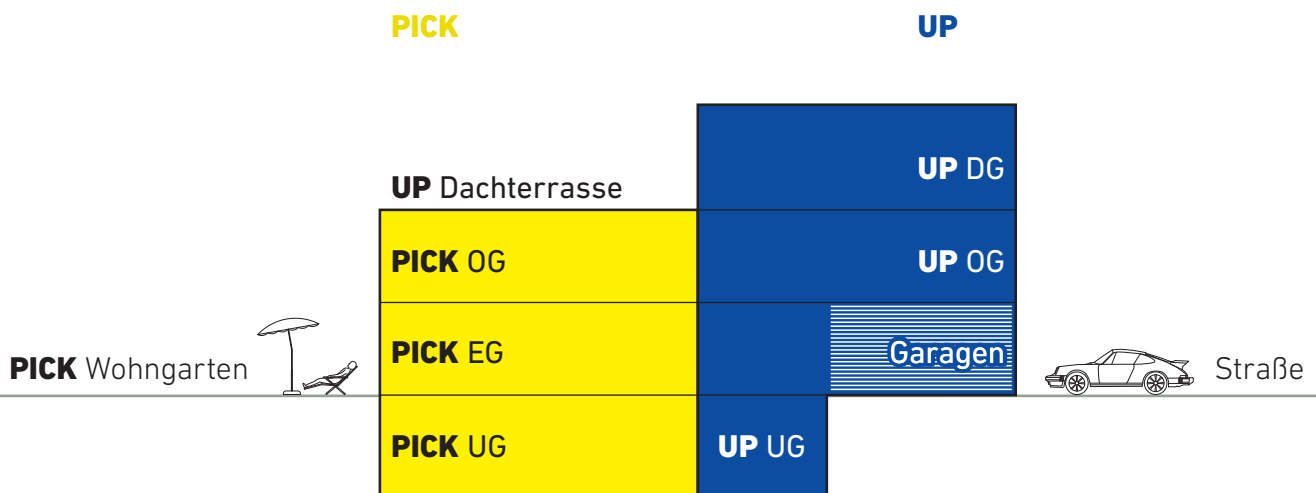 PICK UP
UP DG
UP Dachterrasse
PICK OG UP OG
PICK EG Garagen
PICK Wohngarten Straße
PICK UG UP UG